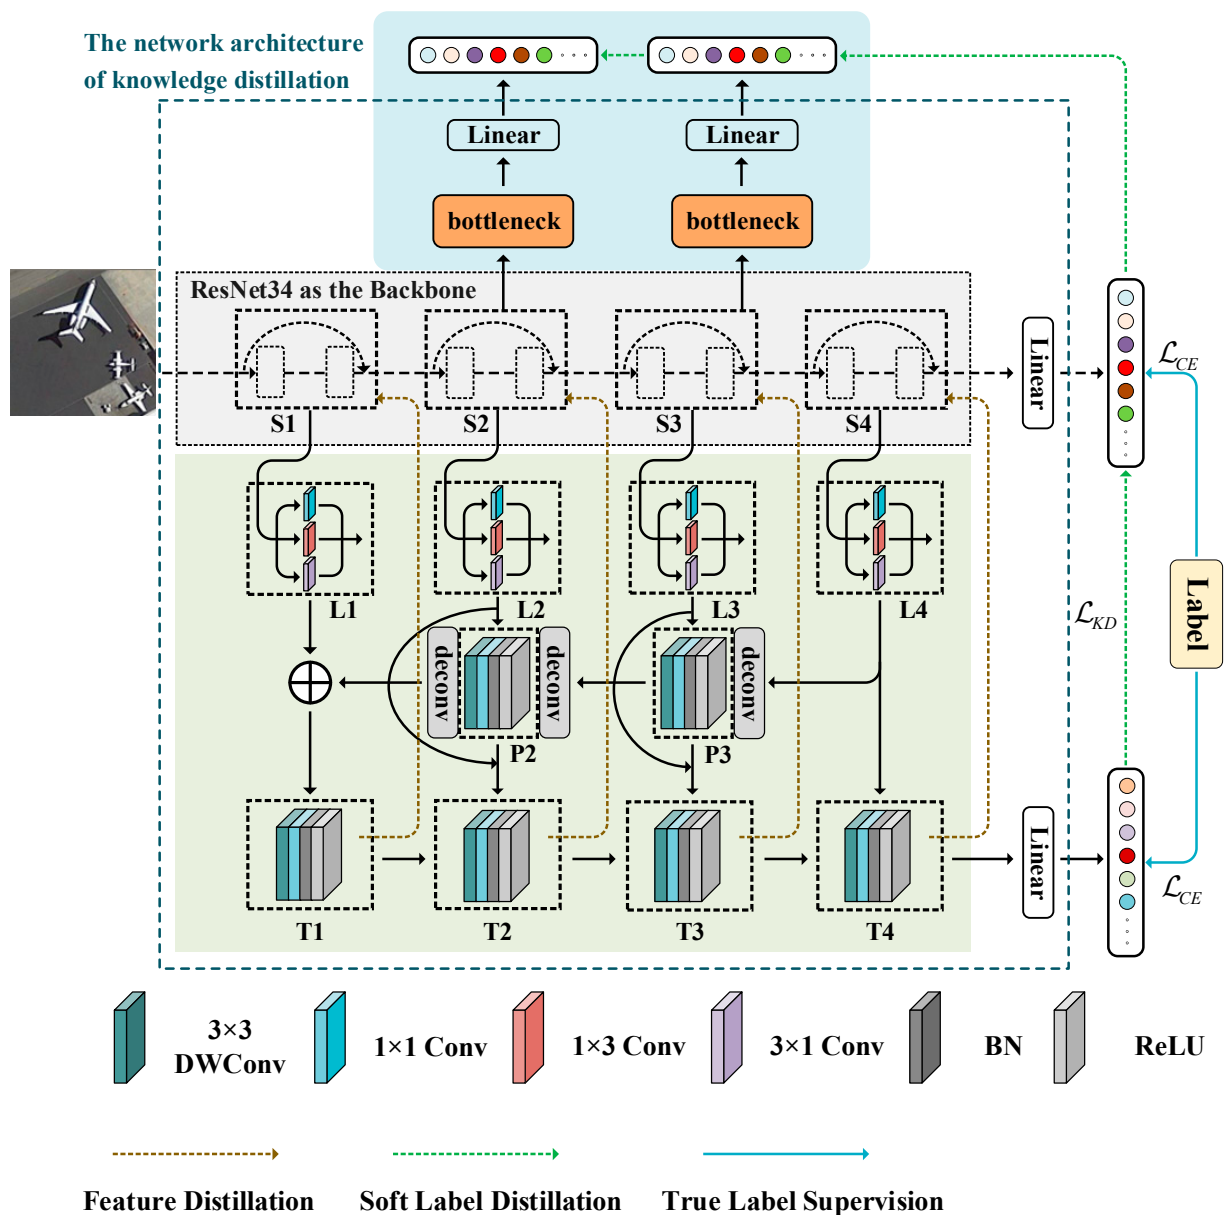 The network architecture
of knowledge distillation
Linear
Linear
bottleneck
bottleneck
ResNet34 as the Backbone
S1
S2
S3
S4
Linear
ℒCE
L1
L2
L3
L4
deconv
deconv
deconv
P2
P3
ℒKD
Label
T1
T2
T3
T4
Linear
ℒCE
3×3
DWConv
1×1 Conv
1×3 Conv
3×1 Conv
BN
ReLU
Feature Distillation
Soft Label Distillation
True Label Supervision